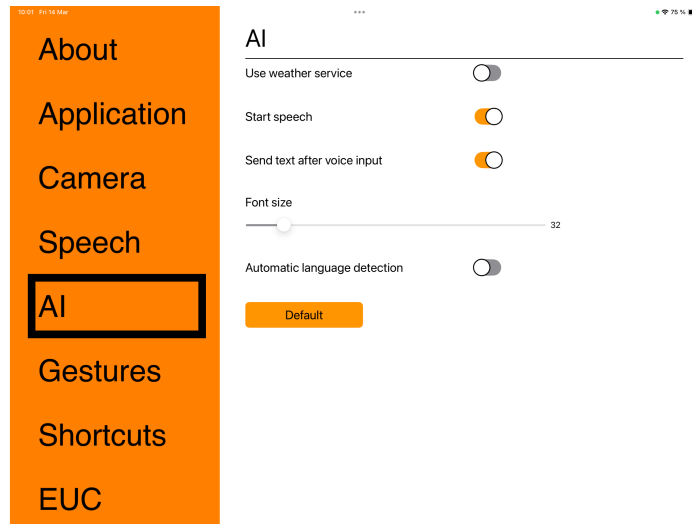 10:01 Fri 14 Mar
75 %
About
Application
Camera
Speech
AI
Gestures
Shortcuts
EUC
AI
Use weather service
Start speech
Send text after voice input
Font size
32
Automatic language detection
Default